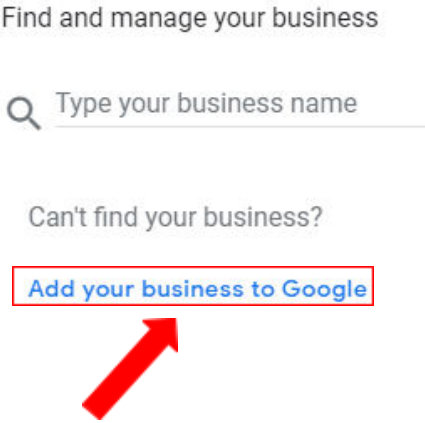 Find and manage your business
Type your business name
Can't find your business?
Add your business to Google